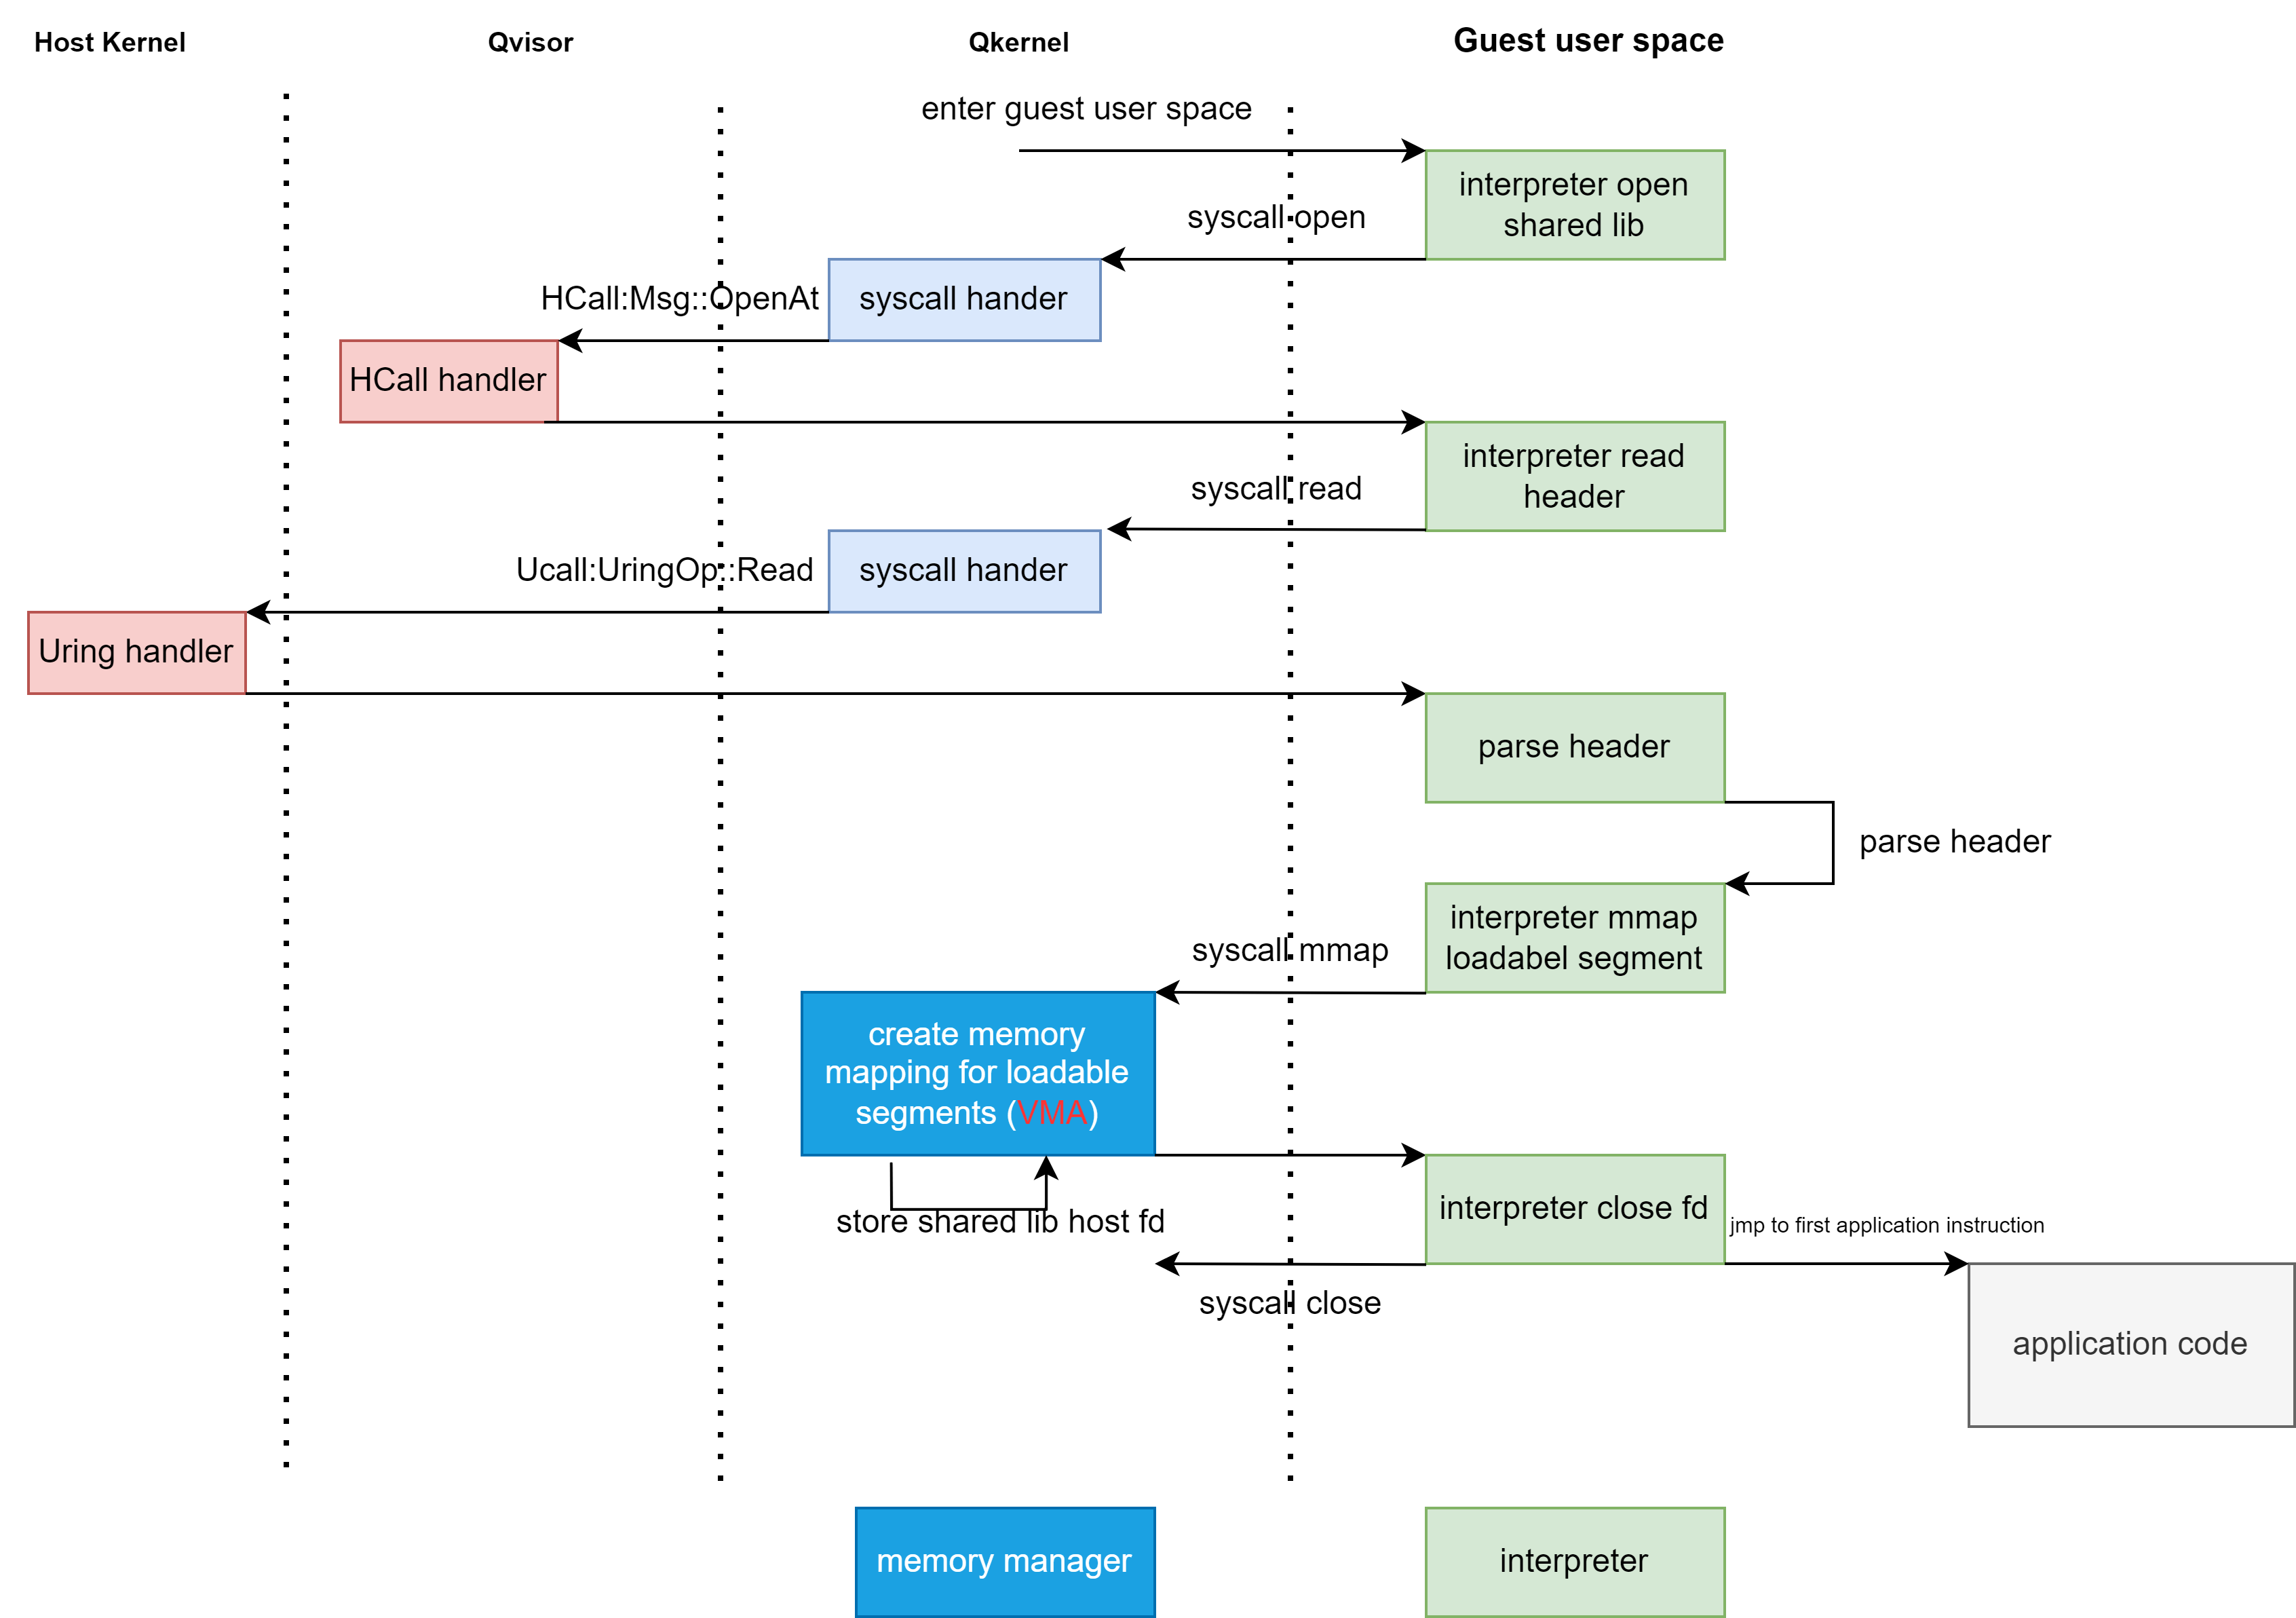 Host Kernel
Qvisor
Qkernel
Guest user space
enter guest user space
interpreter open
shared lib
syscall open
HCall:Msg::OpenAt
syscall hander
HCall handler
interpreter read
header
syscall read
Ucall:UringOp::Read
syscall hander
Uring handler
parse header
parse header
interpreter mmap
loadabel segment
syscall mmap
create memory
mapping for loadable
segments (VMA)
store shared lib host fd
interpreter close fd
jmp to first application instruction
syscall close
application code
memory manager
interpreter